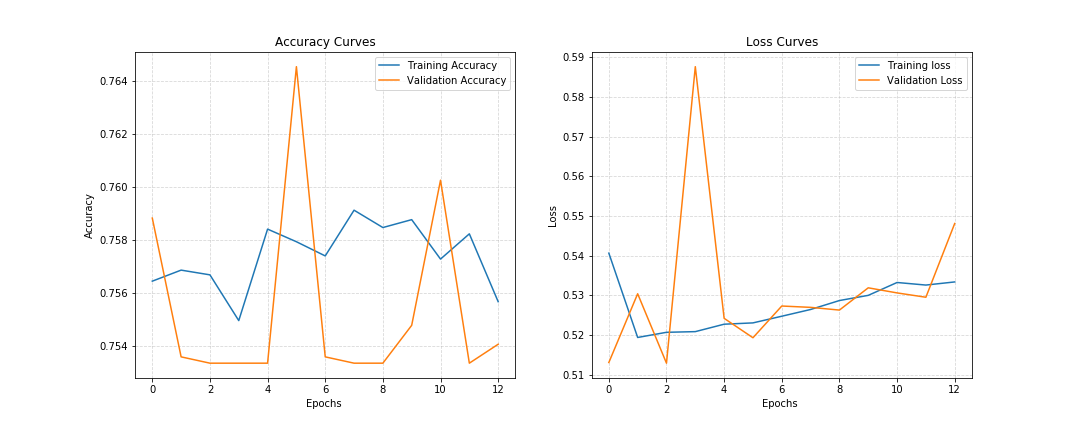 Accuracy Curves
Training Accuracy
Validation Accuracy
0.764
0.762
0.760
0.758
0.756
0.754
Accuracy
0 2 4 6 8 10 12
Epochs
Loss Curves
Training loss
Validation Loss
0.59
0.58
0.57
0.56
0.55
0.54
0.53
0.52
0.51
Loss
0 2 4 6 8 10 12
Epochs